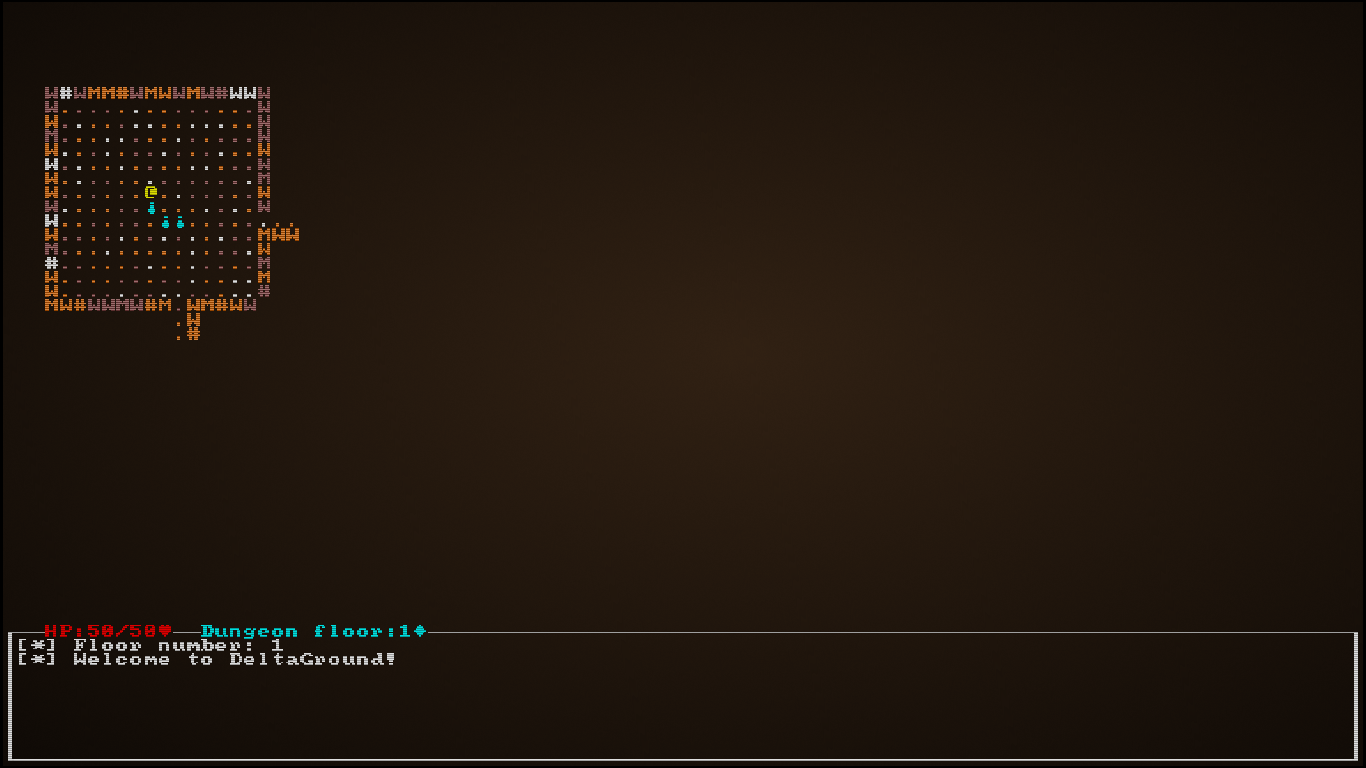 HP:50/50♥ Dungeon floor:1♦
[*] Floor number: 1
[*] Welcome to DeltaGround!